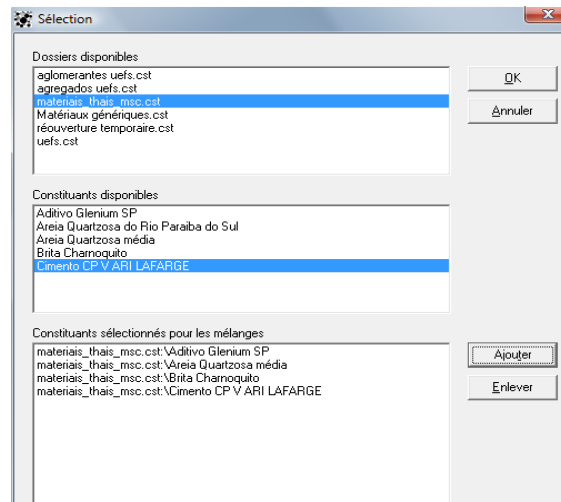 Sélection
Dossiers disponibles
aglomerantes uefs.cst
agregados uefs.cst
materiais_thais_msc.cst
Matériaux génériques.cst
réouverture temporaire.cst
uefs.cst
OK
Annuler
Constituants disponibles
Aditivo Glenium SP
Areia Quartzosa do Rio Paraiba do Sul
Areia Quartzosa média
Brita Charnoquito
Cimento CP V ARI LAFARGE
Constituants sélectionnés pour les mélanges
materiais_thais_msc.cst:\Aditivo Glenium SP
materiais_thais_msc.cst:\Areia Quartzosa média
materiais_thais_msc.cst:\Brita Charnoquito
materiais_thais_msc.cst:\Cimento CP V ARI LAFARGE
Ajouter
Enlever